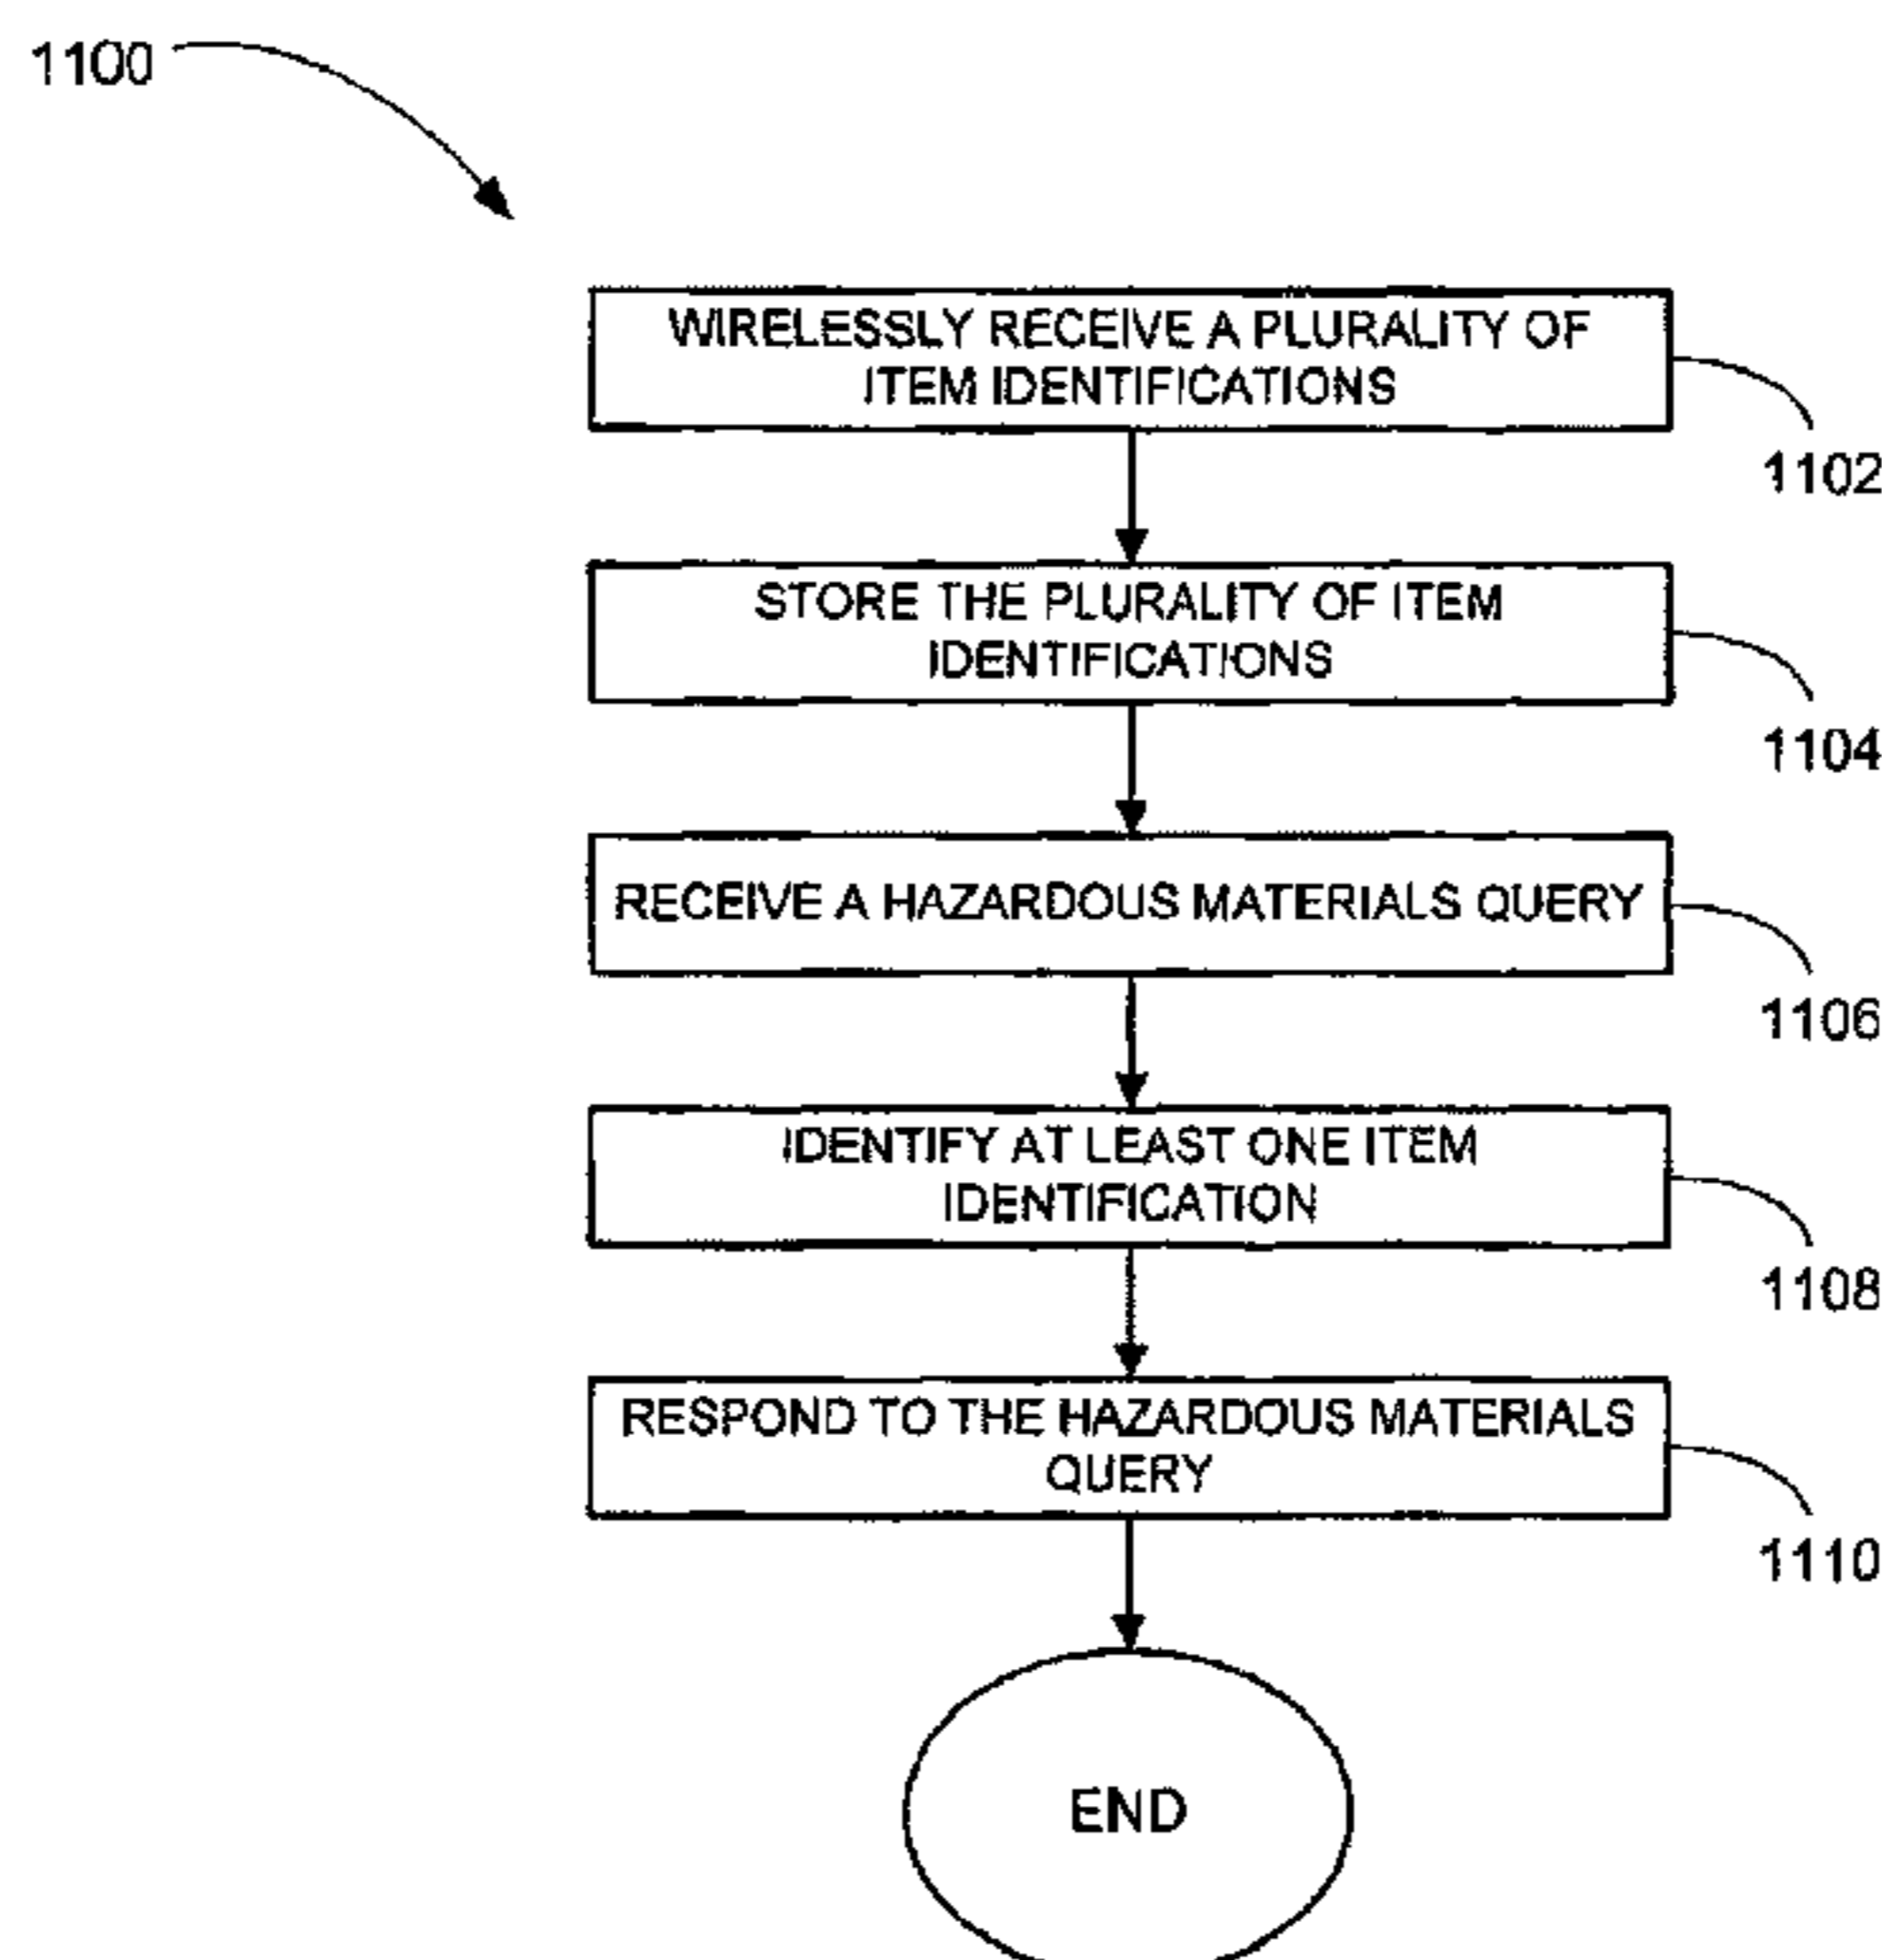 1100
WIRELESSLY RECEIVE A PLURALITY OF
ITEM IDENTIFICATIONS
1102
STORE THE PLURALITY OF ITEM
IDENTIFICATIONS
1104
RECEIVE A HAZARDOUS MATERIALS QUERY
1106
IDENTIFY AT LEAST ONE ITEM
IDENTIFICATION
1108
RESPOND TO THE HAZARDOUS MATERIALS
QUERY
1110
END